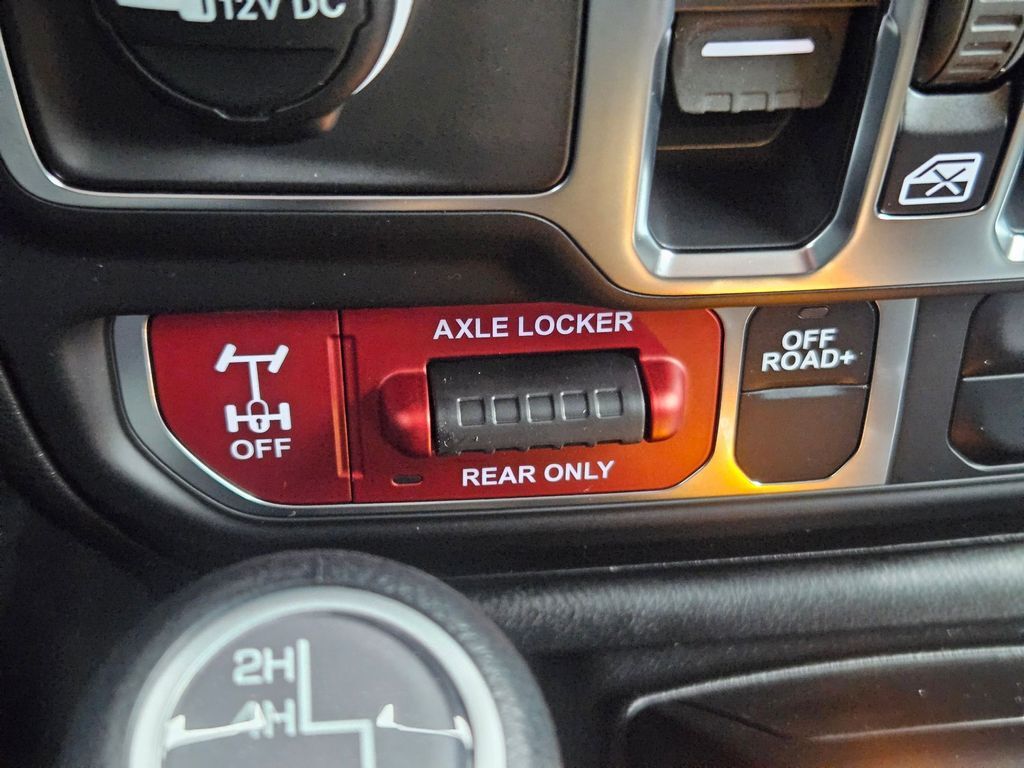 12V DC
AXLE LOCKER
OFF
REAR ONLY
OFF
ROAD+
2H
4H